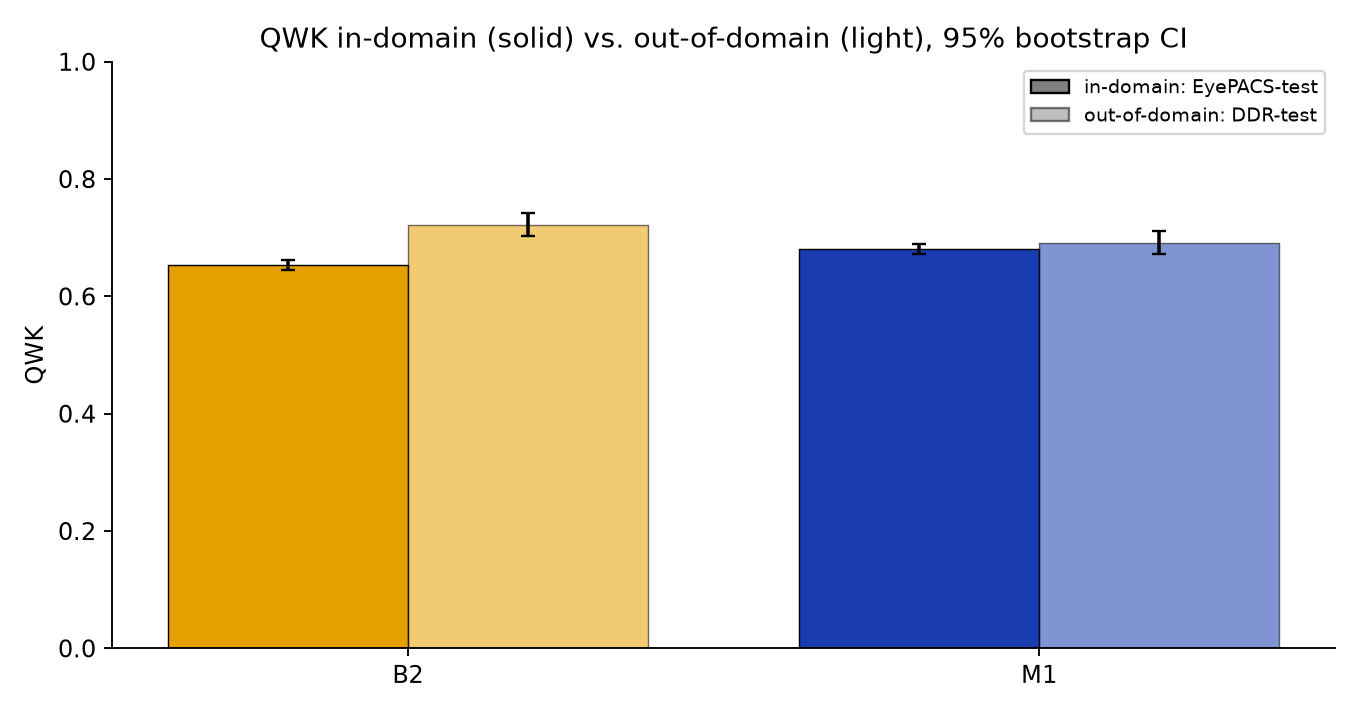 QWK in-domain (solid) vs. out-of-domain (light), 95% bootstrap CI
in-domain: EyePACS-test
out-of-domain: DDR-test
QWK
1.0
0.8
0.6
0.4
0.2
0.0
B2
M1